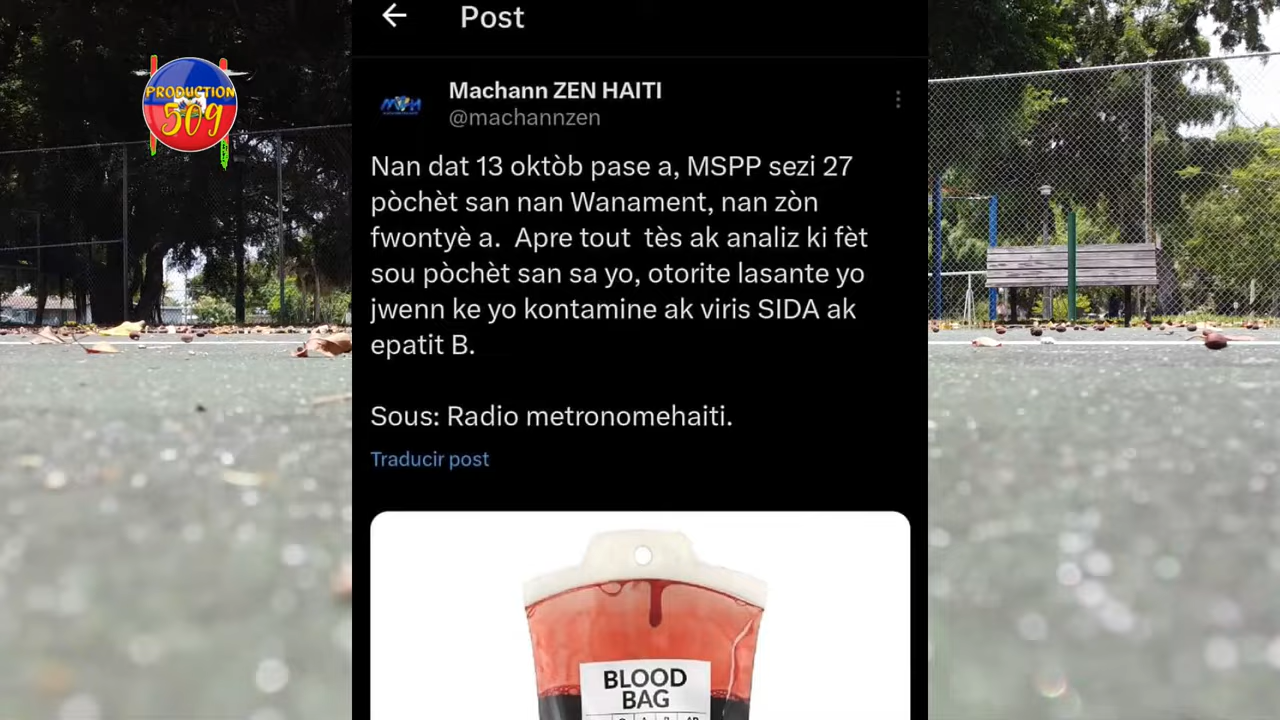 PRODUCTION
509
Post
Machann ZEN HAITI
@machannzen
Nan dat 13 oktòb pase a, MSPP sezi 27
pòchèt san nan Wanament, nan zòn
fwontyè a. Apre tout tès ak analiz ki fèt
sou pòchèt san sa yo, otorite lasante yo
jwenn ke yo kontamine ak viris SIDA ak
epatit B.
Sous: Radio metronomehaiti.
Traducir post
BLOOD
BAG